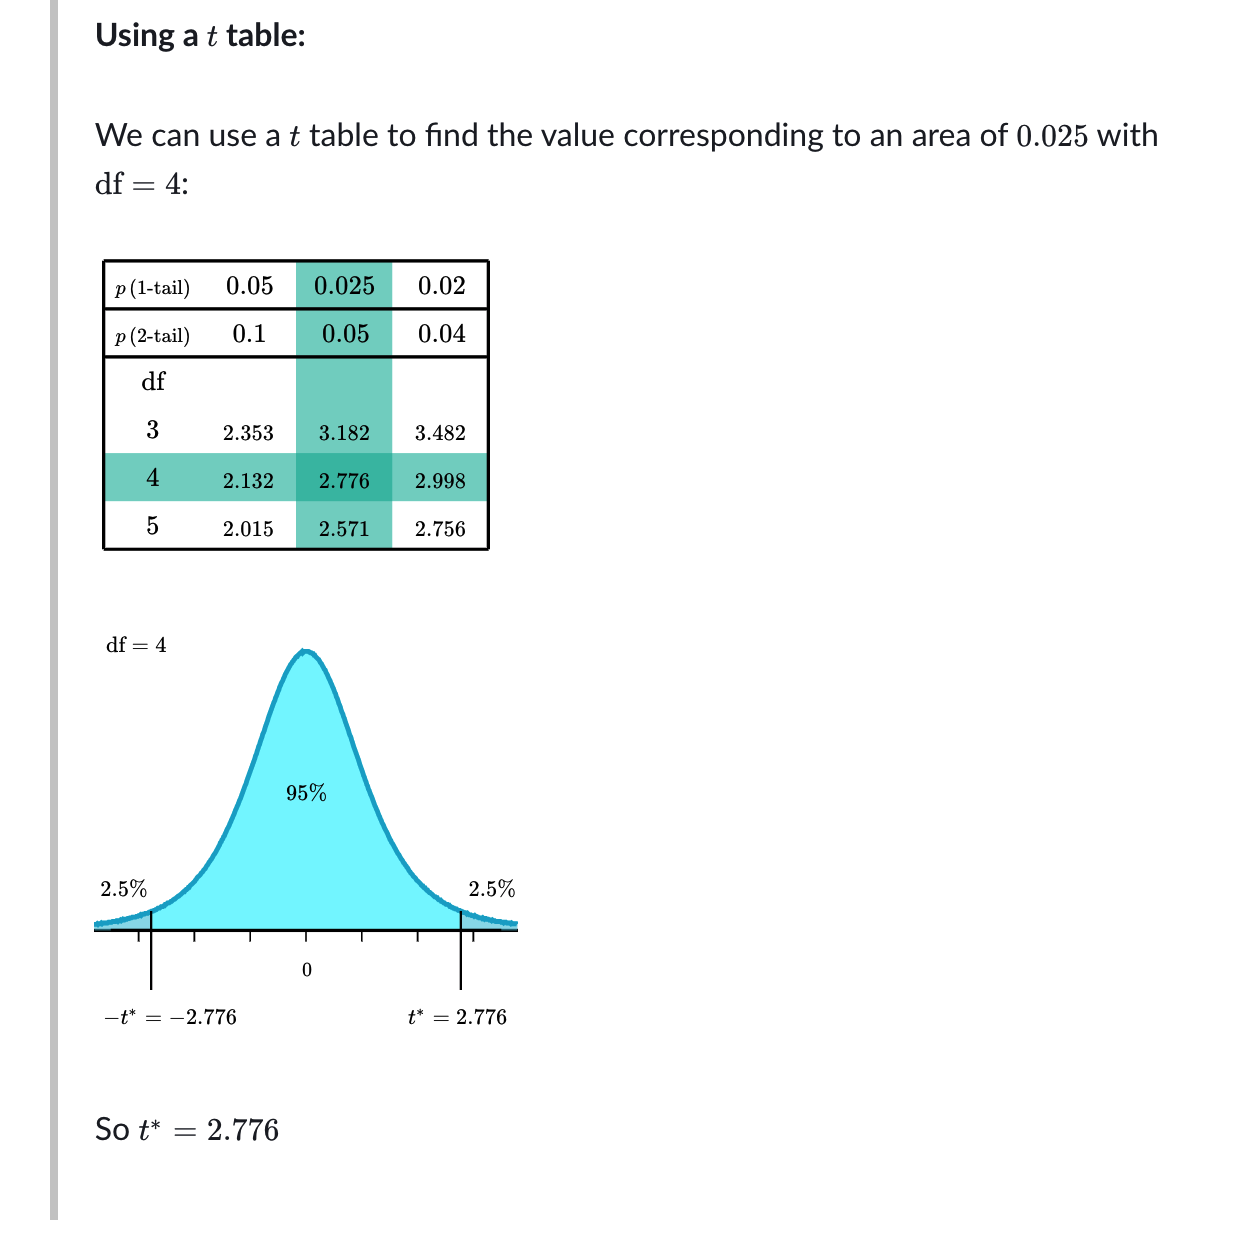 Using a t table:
We can use a t table to find the value corresponding to an area of 0.025 with
df = 4:
p (1-tail) 0.05 0.025 0.02
p (2-tail) 0.1 0.05 0.04
df
3 2.353 3.182 3.482
4 2.132 2.776 2.998
5 2.015 2.571 2.756
df = 4
95%
2.5% 2.5%
0
−t* = −2.776 t* = 2.776
So t* = 2.776